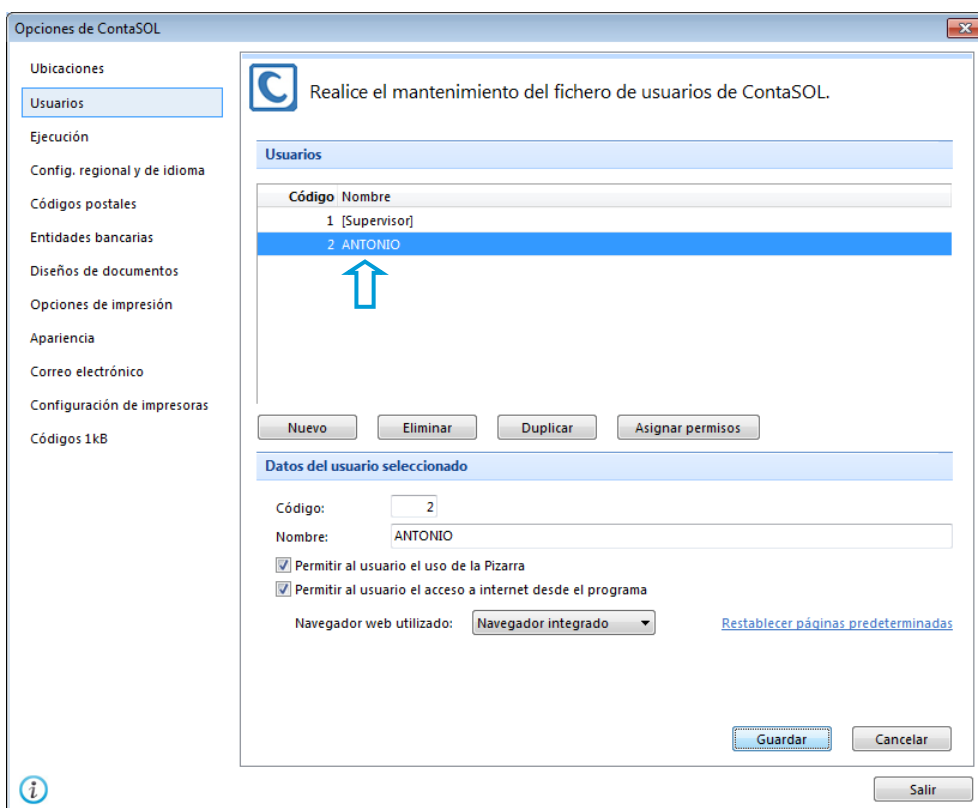 Opciones de ContaSOL
Ubicaciones
Usuarios
Ejecución
Config. regional y de idioma
Códigos postales
Entidades bancarias
Diseños de documentos
Opciones de impresión
Apariencia
Correo electrónico
Configuración de impresoras
Códigos 1kB
C
Realice el mantenimiento del fichero de usuarios de ContaSOL.
Usuarios
Código Nombre
1 [Supervisor]
2 ANTONIO
Nuevo Eliminar Duplicar Asignar permisos
Datos del usuario seleccionado
Código: 2
Nombre: ANTONIO
Permitir al usuario el uso de la Pizarra
Permitir al usuario el acceso a internet desde el programa
Navegador web utilizado: Navegador integrado Restablecer páginas predeterminadas
Guardar Cancelar
i Salir